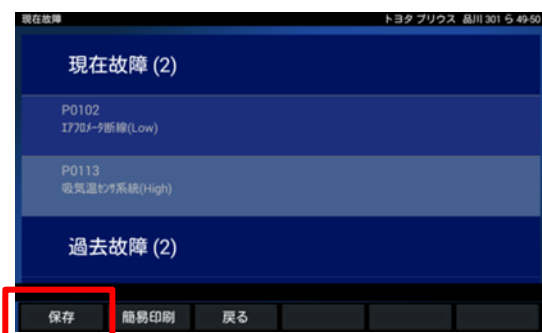 現在故障 トヨタ プリウス 品川 301 ら 49-50
現在故障 (2)
P0102
ｴｱﾌﾛﾒｰﾀ断線(Low)
P0113
吸気温ｾﾝｻ系統(High)
過去故障 (2)
保存 簡易印刷 戻る